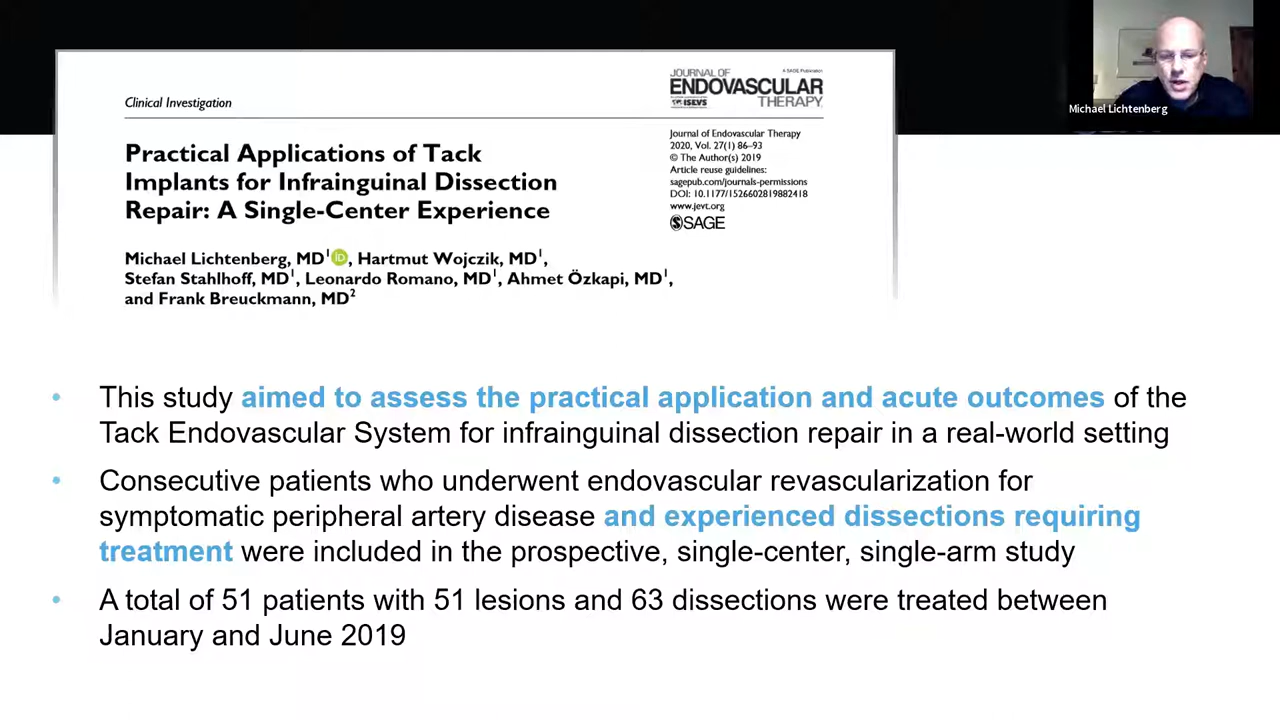 Michael Lichtenberg
Clinical Investigation
JOURNAL OF
ENDOVASCULAR
THERAPY
A SAGE Publication
ISEVS
Practical Applications of Tack
Implants for Infrainguinal Dissection
Repair: A Single-Center Experience
Journal of Endovascular Therapy
2020, Vol. 27(1) 86–93
© The Author(s) 2019
Article reuse guidelines:
sagepub.com/journals-permissions
DOI: 10.1177/1526602819882418
www.jevt.org
SAGE
Michael Lichtenberg, MD1 iD, Hartmut Wojczik, MD1,
Stefan Stahlhoff, MD1, Leonardo Romano, MD1, Ahmet Özkapi, MD1,
and Frank Breuckmann, MD2
• This study aimed to assess the practical application and acute outcomes of the
Tack Endovascular System for infrainguinal dissection repair in a real-world setting
• Consecutive patients who underwent endovascular revascularization for
symptomatic peripheral artery disease and experienced dissections requiring
treatment were included in the prospective, single-center, single-arm study
• A total of 51 patients with 51 lesions and 63 dissections were treated between
January and June 2019